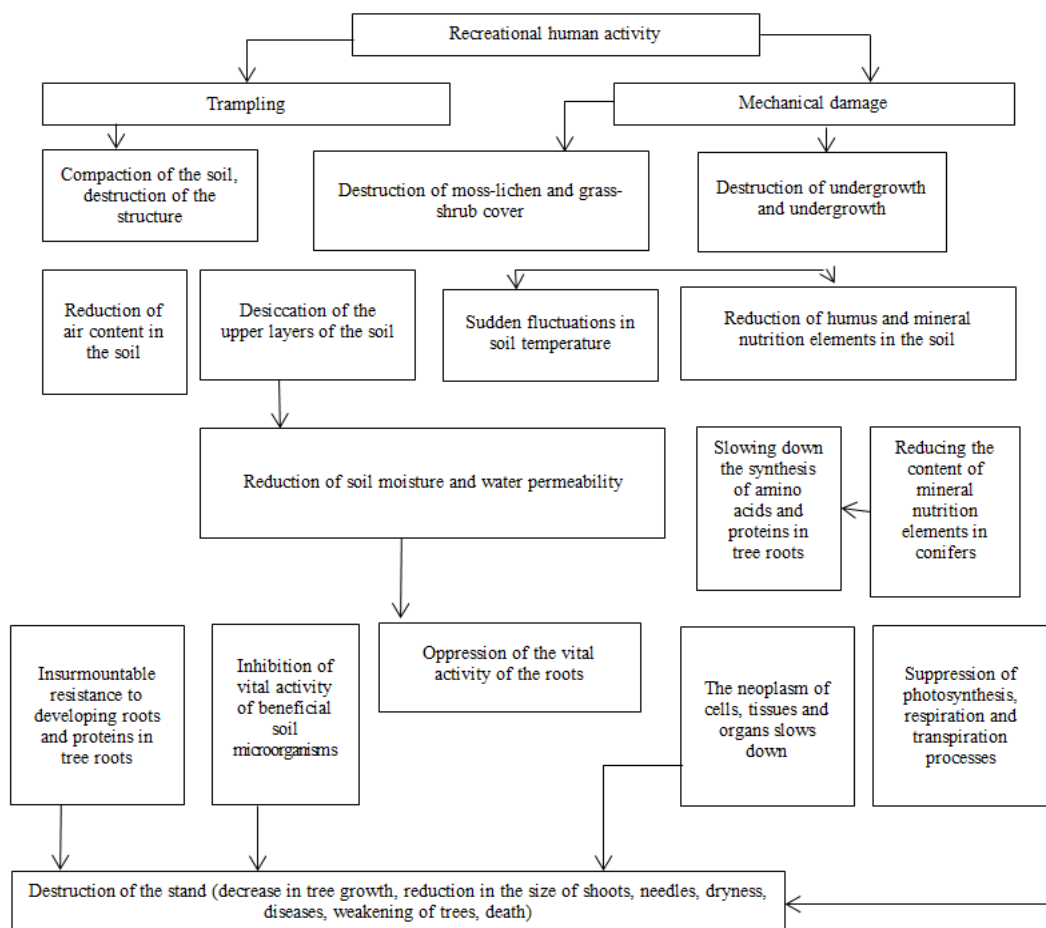 Recreational human activity
Trampling
Mechanical damage
Compaction of the soil,
destruction of the
structure
Destruction of moss-lichen and grass-
shrub cover
Destruction of undergrowth
and undergrowth
Reduction of
air content in
the soil
Desiccation of the
upper layers of the soil
Sudden fluctuations in
soil temperature
Reduction of humus and mineral
nutrition elements in the soil
Reduction of soil moisture and water permeability
Slowing down
the synthesis
of amino
acids and
proteins in
tree roots
Reducing the
content of
mineral
nutrition
elements in
conifers
Insurmountable
resistance to
developing roots
and proteins in
tree roots
Inhibition of
vital activity
of beneficial
soil
microorganisms
Oppression of the vital
activity of the roots
The neoplasm of
cells, tissues and
organs slows
down
Suppression of
photosynthesis,
respiration and
transpiration
processes
Destruction of the stand (decrease in tree growth, reduction in the size of shoots, needles, dryness,
diseases, weakening of trees, death)